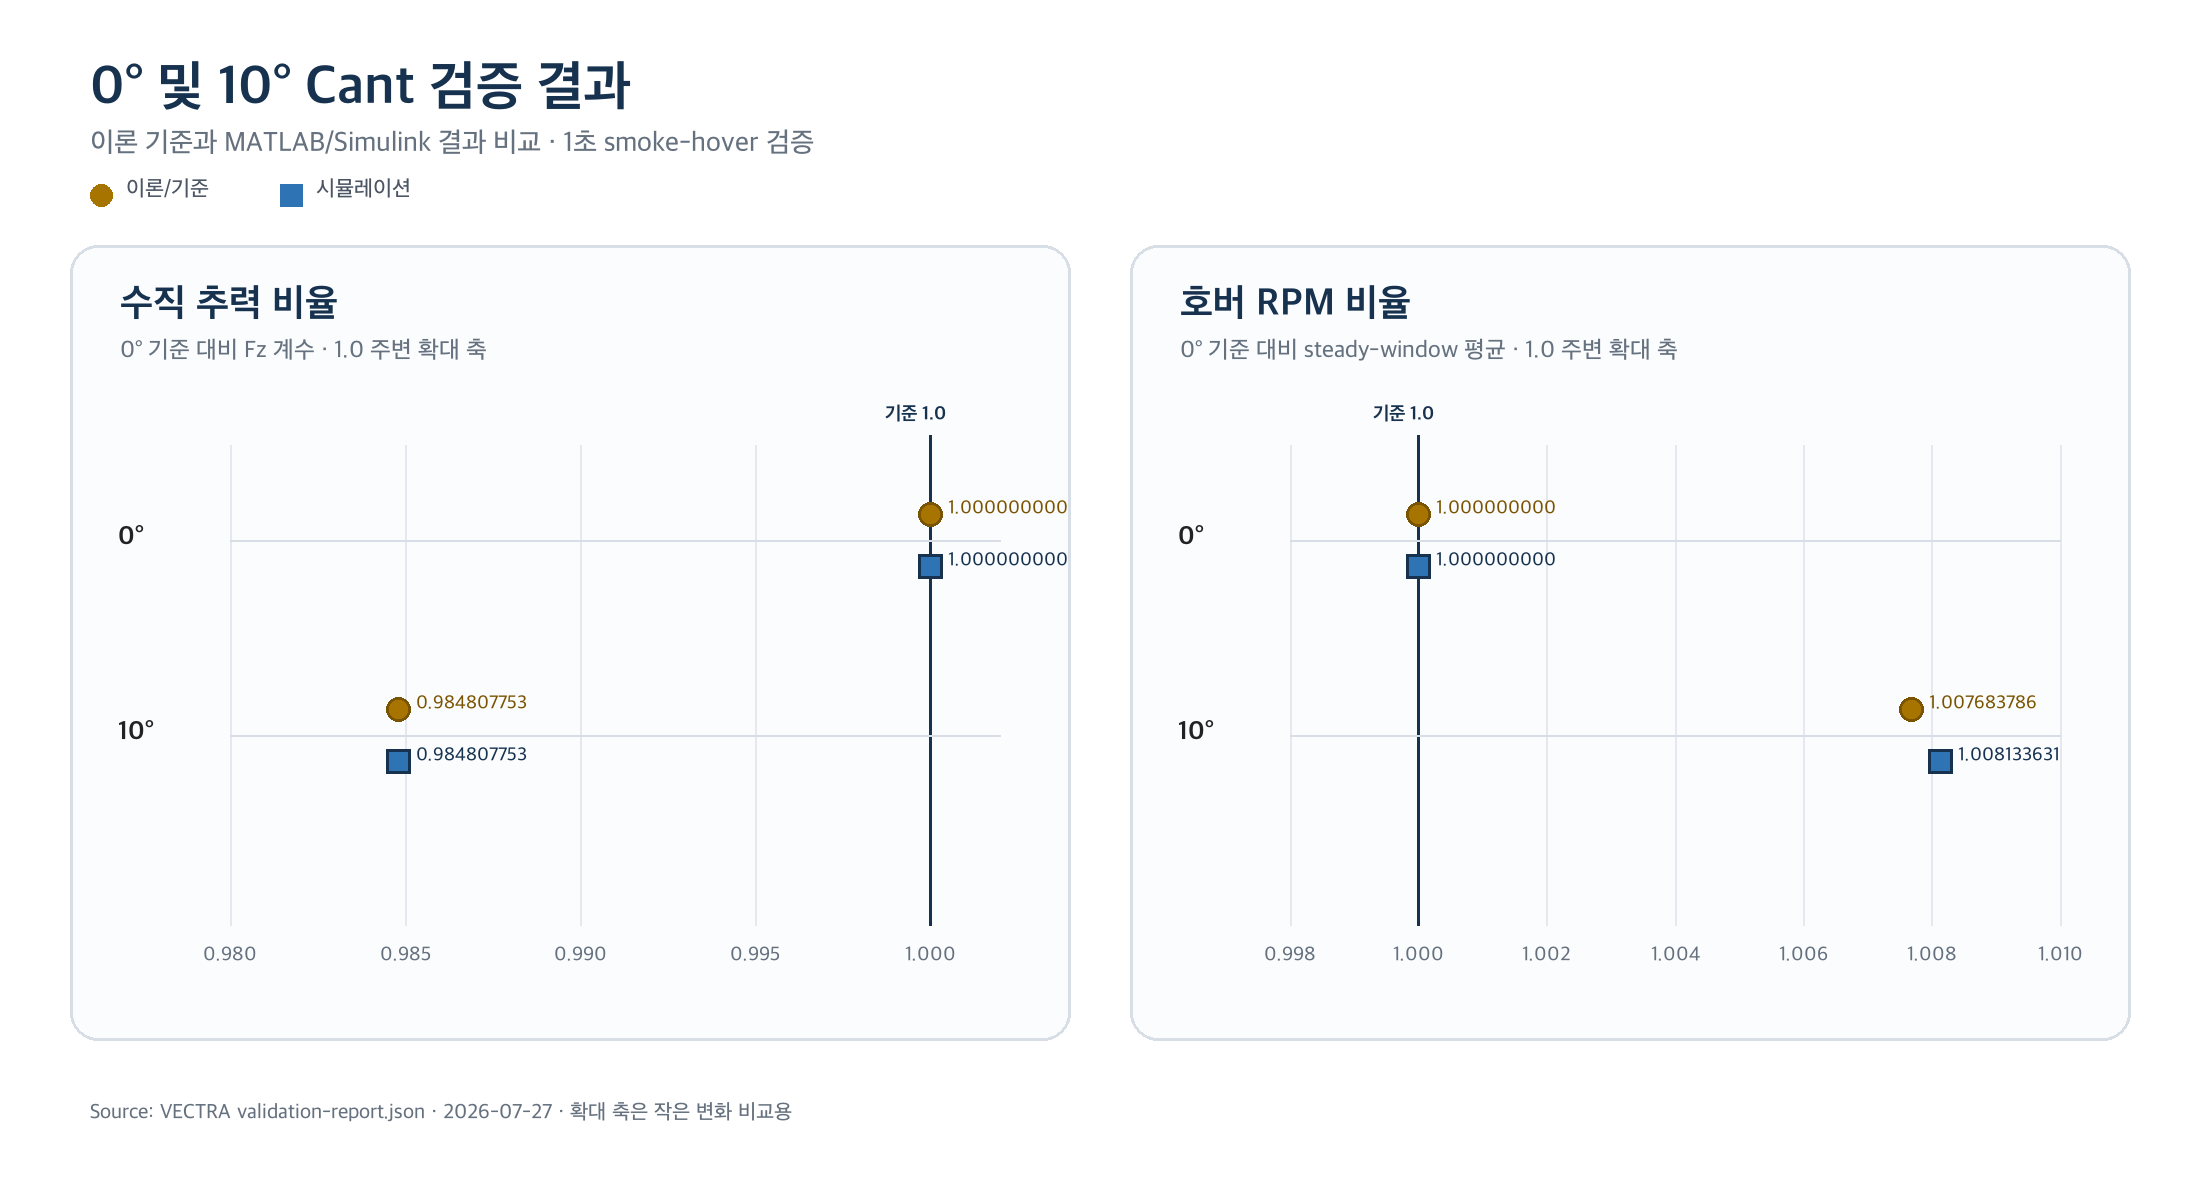 0° 및 10° Cant 검증 결과
이론 기준과 MATLAB/Simulink 결과 비교 · 1초 smoke-hover 검증
이론/기준
시뮬레이션
수직 추력 비율
0° 기준 대비 Fz 계수 · 1.0 주변 확대 축
기준 1.0
0°
1.000000000
1.000000000
10°
0.984807753
0.984807753
0.980
0.985
0.990
0.995
1.000
호버 RPM 비율
0° 기준 대비 steady-window 평균 · 1.0 주변 확대 축
기준 1.0
0°
1.000000000
1.000000000
10°
1.007683786
1.008133631
0.998
1.000
1.002
1.004
1.006
1.008
1.010
Source: VECTRA validation-report.json · 2026-07-27 · 확대 축은 작은 변화 비교용